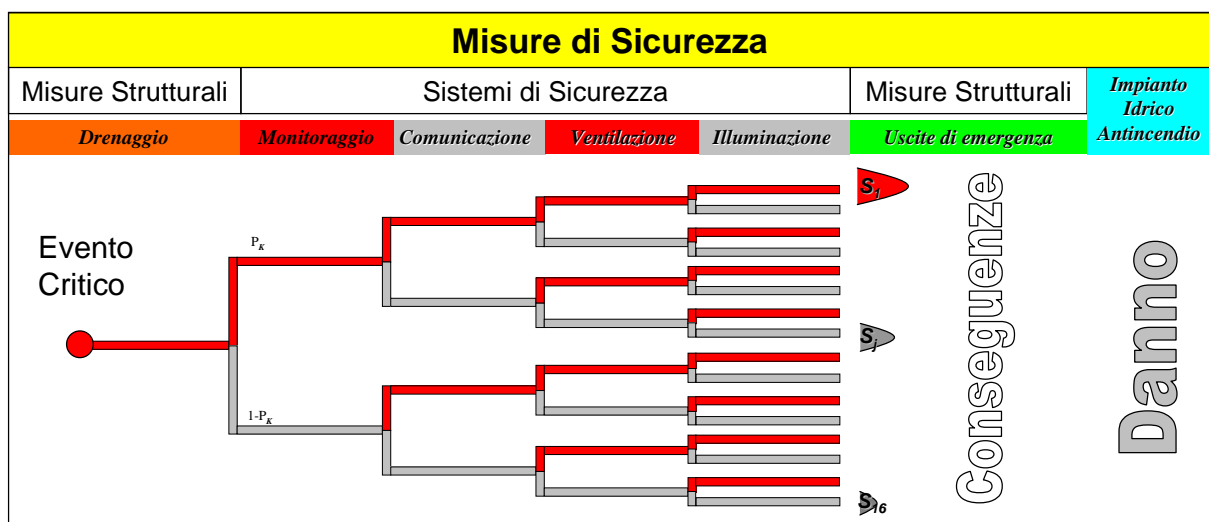 Misure di Sicurezza
Misure Strutturali
Sistemi di Sicurezza
Misure Strutturali
Impianto
Idrico
Antincendio
Drenaggio
Monitoraggio
Comunicazione
Ventilazione
Illuminazione
Uscite di emergenza
Evento
Critico
P_K
1-P_K
S_1
S_j
S_16
Conseguenze
Danno